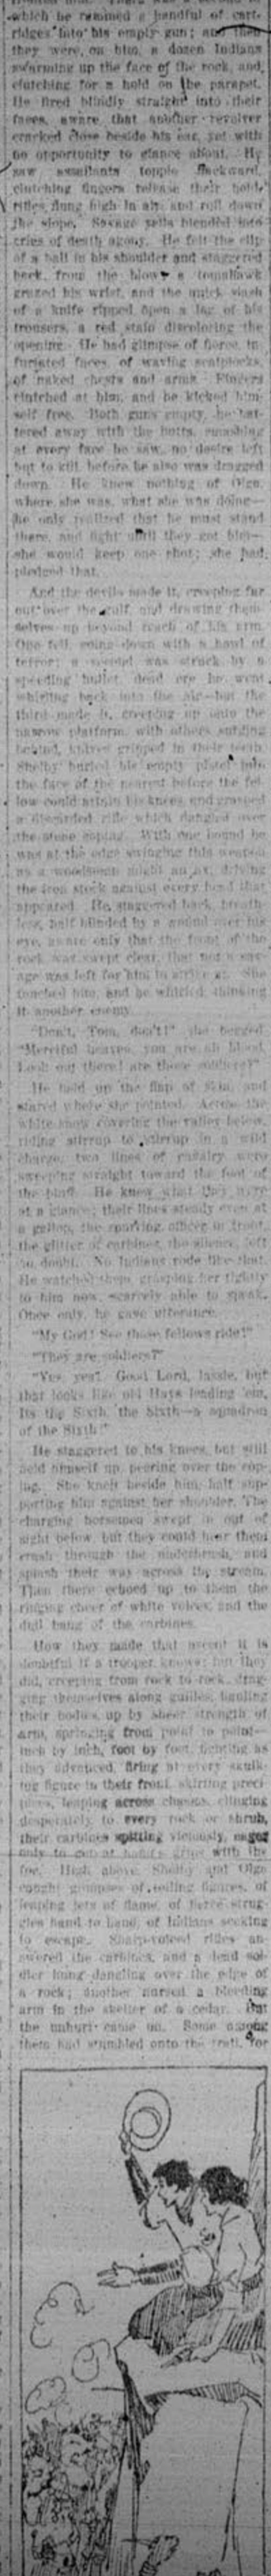 which he rammed a handful of cart-
ridges into his empty gun; and then
they were on him, a dozen Indians
swarming up the face of the rock, and
clutching for a hold on the parapet.
He fired blindly straight into their
faces, aware that another revolver
cracked close beside his ear, yet with
no opportunity to glance about. He
saw assailants topple backward,
clutching fingers release their hold,
rifles flung high in air, and roll down
the slope. Savage yells blended into
cries of death agony. He felt the clip
of a ball in his shoulder and staggered
back from the blow; a tomahawk
grazed his wrist, and the quick slash
of a knife ripped open a leg of his
trousers, a red stain discoloring the
opening. He had glimpse of fierce, in-
furiated faces, of waving scalplocks,
of naked chests and arms. Fingers
clutched at him, and he kicked him-
self free. Both guns empty, he bat-
tered away with the butts, smashing
at every face he saw, no desire left
but to kill before he also was dragged
down. He knew nothing of Olga,
where she was, what she was doing—
he only realized that he must stand
there, and fight until they got him—
she would keep one shot; she had
pledged that.
And the devils made it, creeping far
out over the gulf and drawing them-
selves up beyond reach of his arm.
One fell, going down with a howl of
terror; a second was struck by a
speeding bullet, dead ere he went
whirling back into the air—but the
third made it, creeping up onto the
narrow platform, with others surging
behind, knives gripped in their teeth.
Shelby hurled his empty pistol into
the face of the nearest before the fel-
low could attain his knees, and grasped
a discarded rifle which dangled over
the stone coping. With one bound he
was at the edge swinging this weapon
as a woodsman might an ax, driving
the iron stock against every head that
appeared. He staggered back, breath-
less, half blinded by a wound over his
eye, aware only that the front of the
rock was swept clear, that not a sav-
age was left for him to strike at. She
touched him, and he whirled, thinking
it another enemy.
"Don't, Tom, don't!" she begged.
"Merciful heaven, you are all blood.
Look out there! are those soldiers?"
He held up the flap of skin, and
stared where she pointed. Across the
white snow covering the valley below,
riding stirrup to stirrup in a wild
charge, two lines of cavalry were
sweeping straight toward the foot of
the bluff. He knew what they were
at a glance; their lines steady even at
a gallop, the spurring officer in front,
the glitter of carbines, the silence, left
no doubt. No Indians rode like that.
He watched them, grasping her tightly
to him now, scarcely able to speak.
Once only, he gave utterance.
"My God! See those fellows ride!"
"They are soldiers?"
"Yes, yes! Good Lord, lassie, but
that looks like old Hays leading 'em.
Its the Sixth, the Sixth—a squadron
of the Sixth!"
He staggered to his knees, but still
held himself up, peering over the cop-
ing. She knelt beside him, half sup-
porting him against her shoulder. The
charging horsemen swept in out of
sight below, but they could hear them
crash through the underbrush, and
splash their way across the stream.
Then there echoed up to them the
ringing cheer of white voices, and the
dull bang of the carbines.
How they made that ascent it is
doubtful if a trooper knows; but they
did, creeping from rock to rock, drag-
ging themselves along gullies, hauling
their bodies up by sheer strength of
arm, springing from point to point—
inch by inch, foot by foot, fighting as
they advanced, firing at every skulk-
ing figure in their front, skirting preci-
pices, leaping across chasms, clinging
desperately to every rock or shrub,
their carbines spitting viciously, eager
only to get at hand's grips with the
foe. High above, Shelby and Olga
caught glimpses of toiling figures, of
leaping jets of flame, of fierce strug-
gles hand to hand, of Indians seeking
to escape. Sharp-voiced rifles an-
swered the carbines, and a dead sol-
dier hung dangling over the edge of
a rock; another nursed a bleeding
arm in the shelter of a cedar. But
the unhurt came on. Some among
them had stumbled onto the trail, for